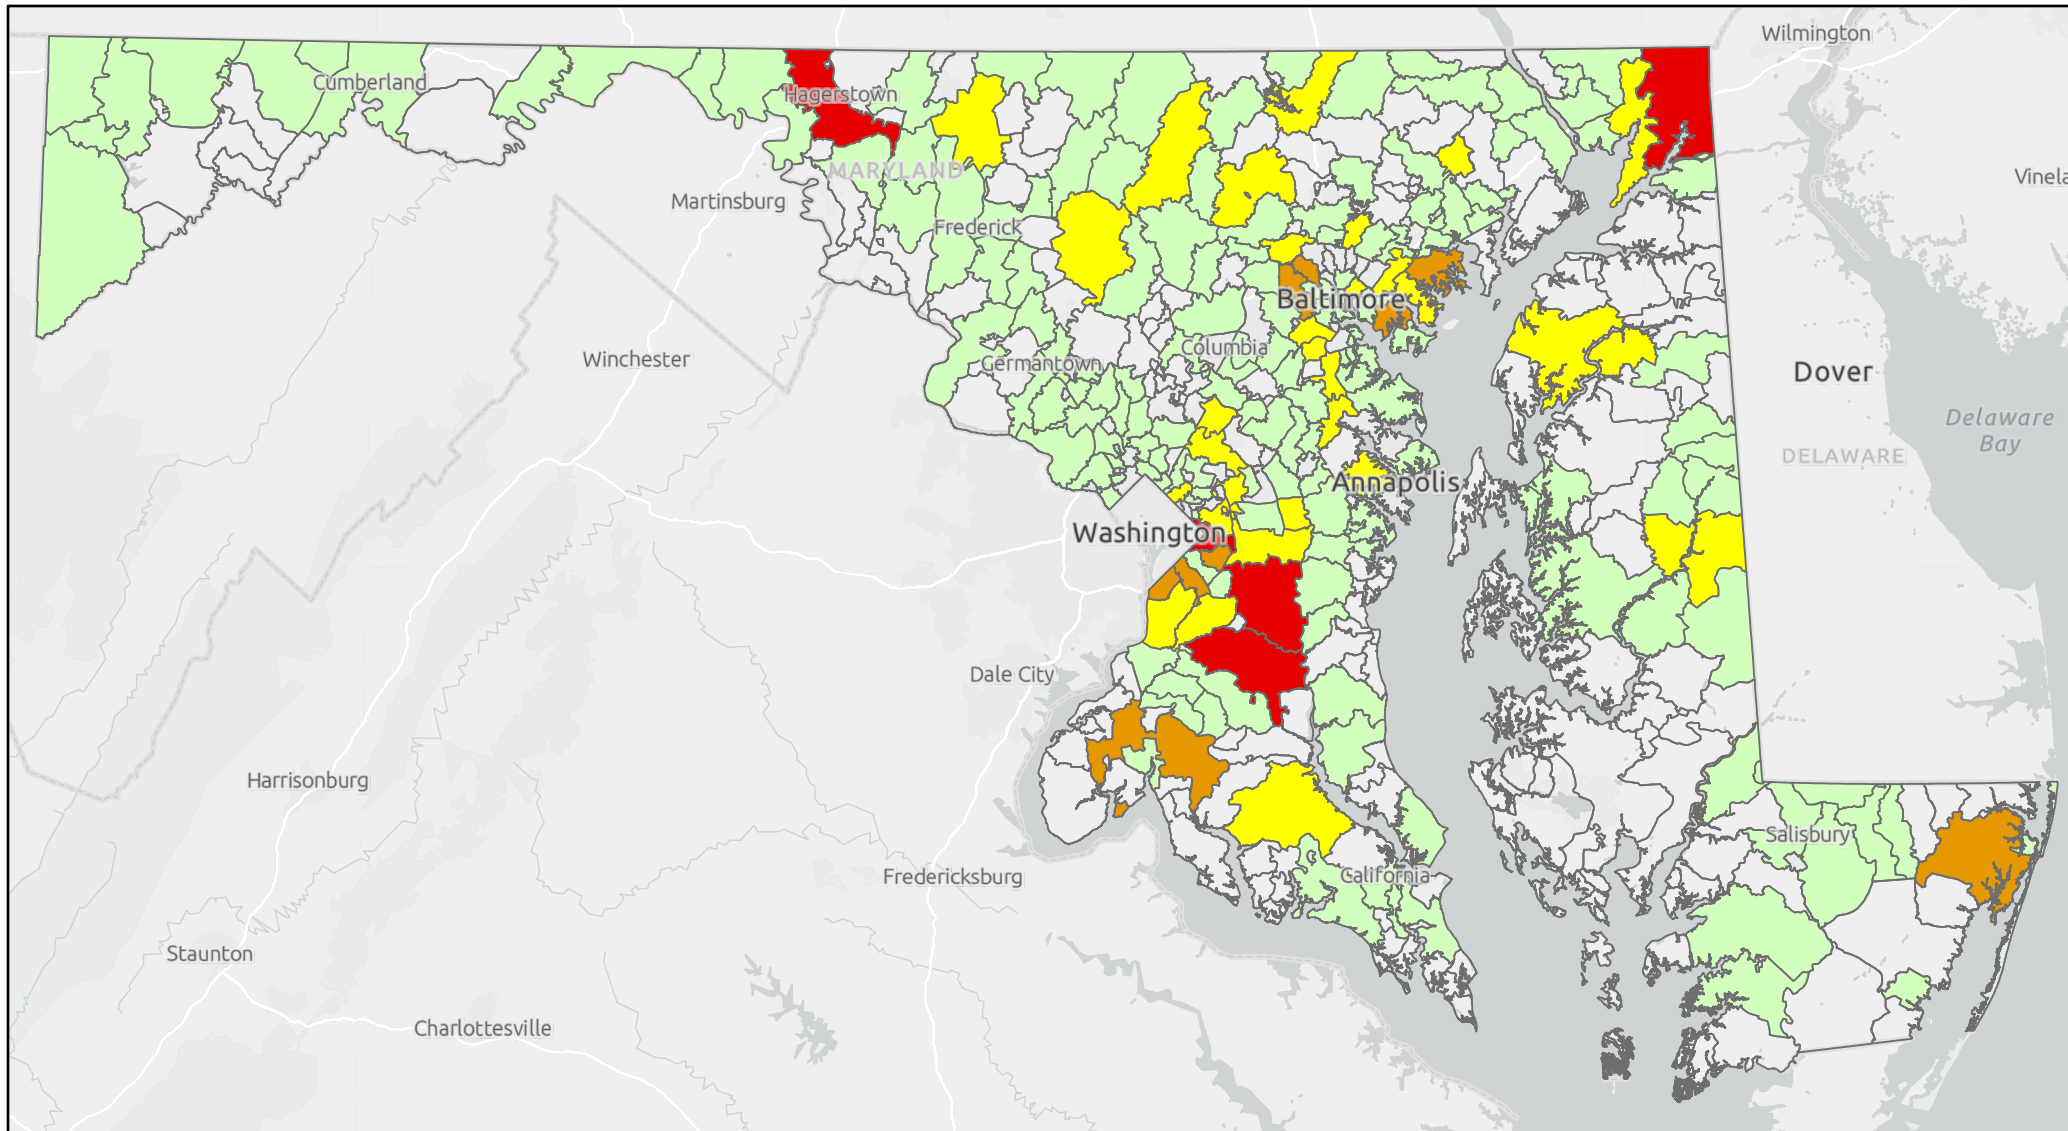 Wilmington
Cumberland
Hagerstown
MARYLAND
Martinsburg
Vinela
Frederick
Baltimore
Columbia
Winchester
Germantown
Dover
Delaware
Bay
DELAWARE
Annapolis
Washington
Dale City
Harrisonburg
Salisbury
Fredericksburg
California
Staunton
Charlottesville